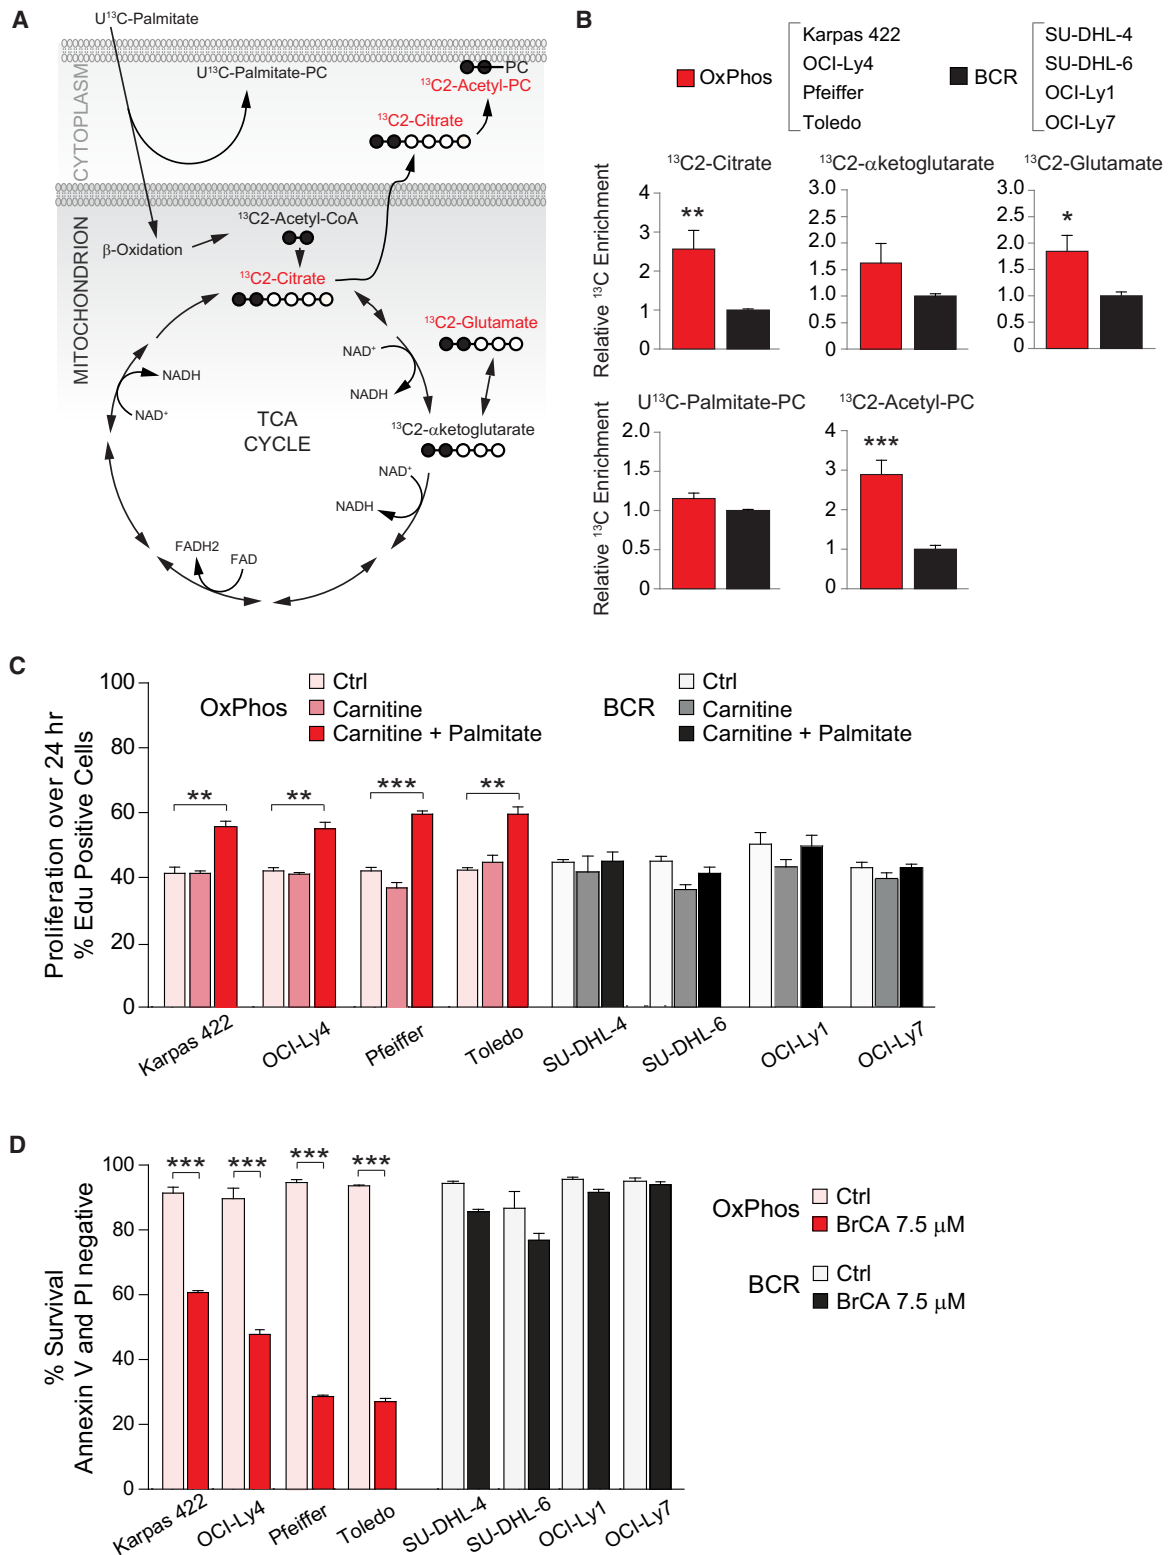 A
U¹³C-Palmitate
CYTOPLASM
U¹³C-Palmitate-PC
PC
¹³C2-Acetyl-PC
¹³C2-Citrate
MITOCHONDRION
¹³C2-Acetyl-CoA
β-Oxidation
¹³C2-Citrate
¹³C2-Glutamate
NAD⁺
NADH
NADH
NAD⁺
TCA
CYCLE
¹³C2-αketoglutarate
NAD⁺
NADH
FADH2
FAD
B
OxPhos
Karpas 422
OCI-Ly4
Pfeiffer
Toledo
BCR
SU-DHL-4
SU-DHL-6
OCI-Ly1
OCI-Ly7
Relative ¹³C Enrichment
¹³C2-Citrate
4
3
2
1
0
**
¹³C2-αketoglutarate
3.0
2.5
2.0
1.5
1.0
0.5
0
¹³C2-Glutamate
3.0
2.5
2.0
1.5
1.0
0.5
0
*
Relative ¹³C Enrichment
U¹³C-Palmitate-PC
2.0
1.5
1.0
0.5
0
¹³C2-Acetyl-PC
4
3
2
1
0
***
C
Proliferation over 24 hr
% Edu Positive Cells
100
80
60
40
20
0
OxPhos
Ctrl
Carnitine
Carnitine + Palmitate
BCR
Ctrl
Carnitine
Carnitine + Palmitate
** ** *** **
Karpas 422
OCI-Ly4
Pfeiffer
Toledo
SU-DHL-4
SU-DHL-6
OCI-Ly1
OCI-Ly7
D
% Survival
Annexin V and PI negative
100
80
60
40
20
0
*** *** *** ***
Karpas 422
OCI-Ly4
Pfeiffer
Toledo
SU-DHL-4
SU-DHL-6
OCI-Ly1
OCI-Ly7
OxPhos
Ctrl
BrCA 7.5 μM
BCR
Ctrl
BrCA 7.5 μM